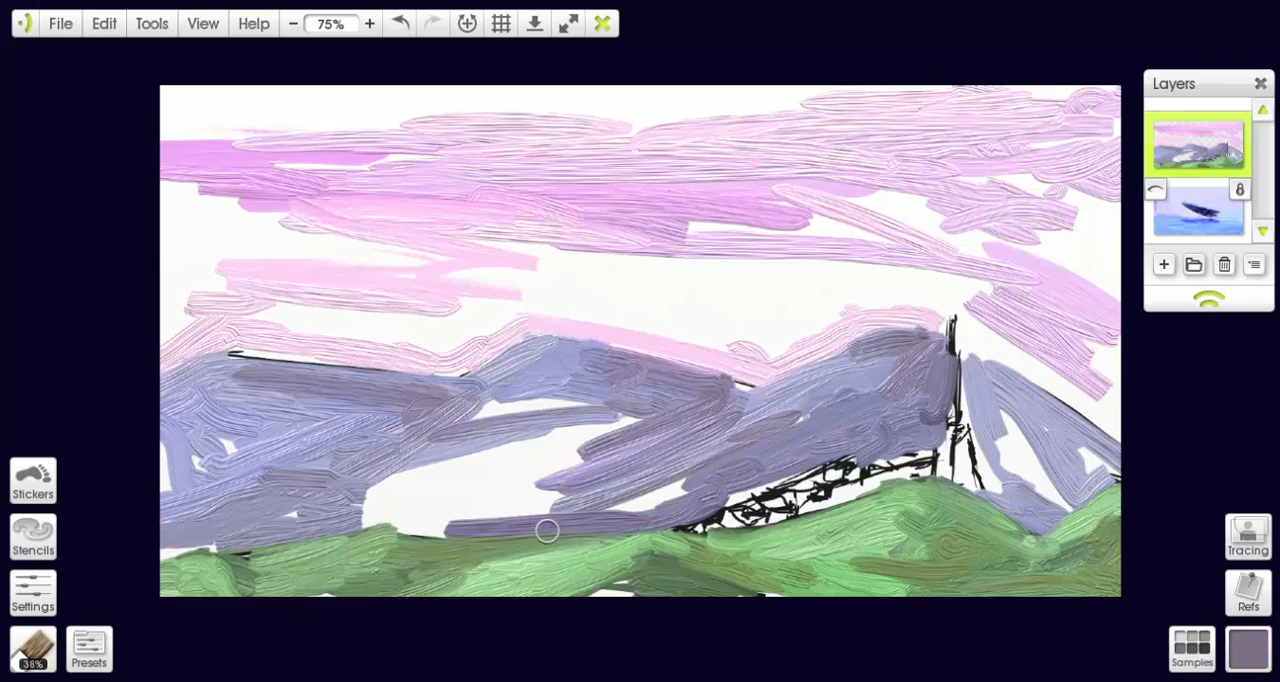 File Edit Tools View Help 75%
Layers
Stickers
Stencils
Settings
38%
Presets
Tracing
Refs
Samples